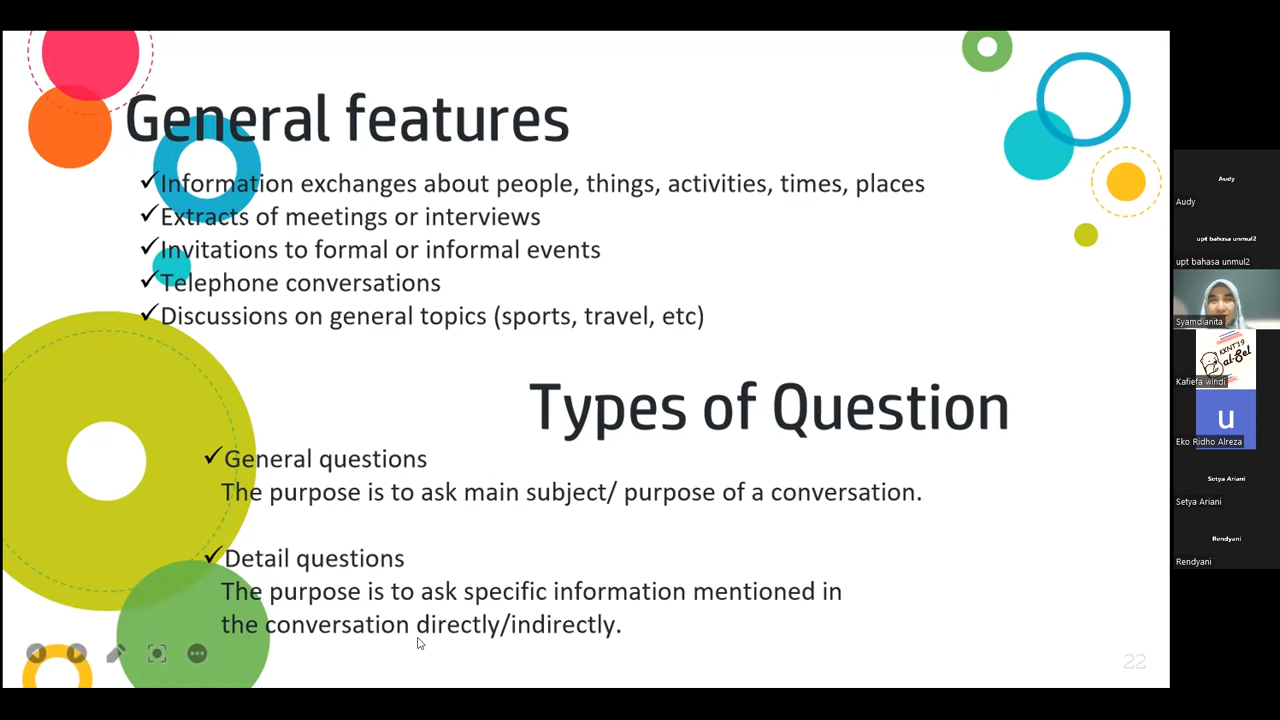 General features
✓Information exchanges about people, things, activities, times, places
✓Extracts of meetings or interviews
✓Invitations to formal or informal events
✓Telephone conversations
✓Discussions on general topics (sports, travel, etc)
Types of Question
✓General questions
The purpose is to ask main subject/ purpose of a conversation.
✓Detail questions
The purpose is to ask specific information mentioned in
the conversation directly/indirectly.
22
Audy
Audy
upt bahasa unmul2
upt bahasa unmul2
Syamdianita
KKNT19
al-gel
Kafiefa windi
u
Eko Ridho Alreza
Setya Ariani
Setya Ariani
Rendyani
Rendyani